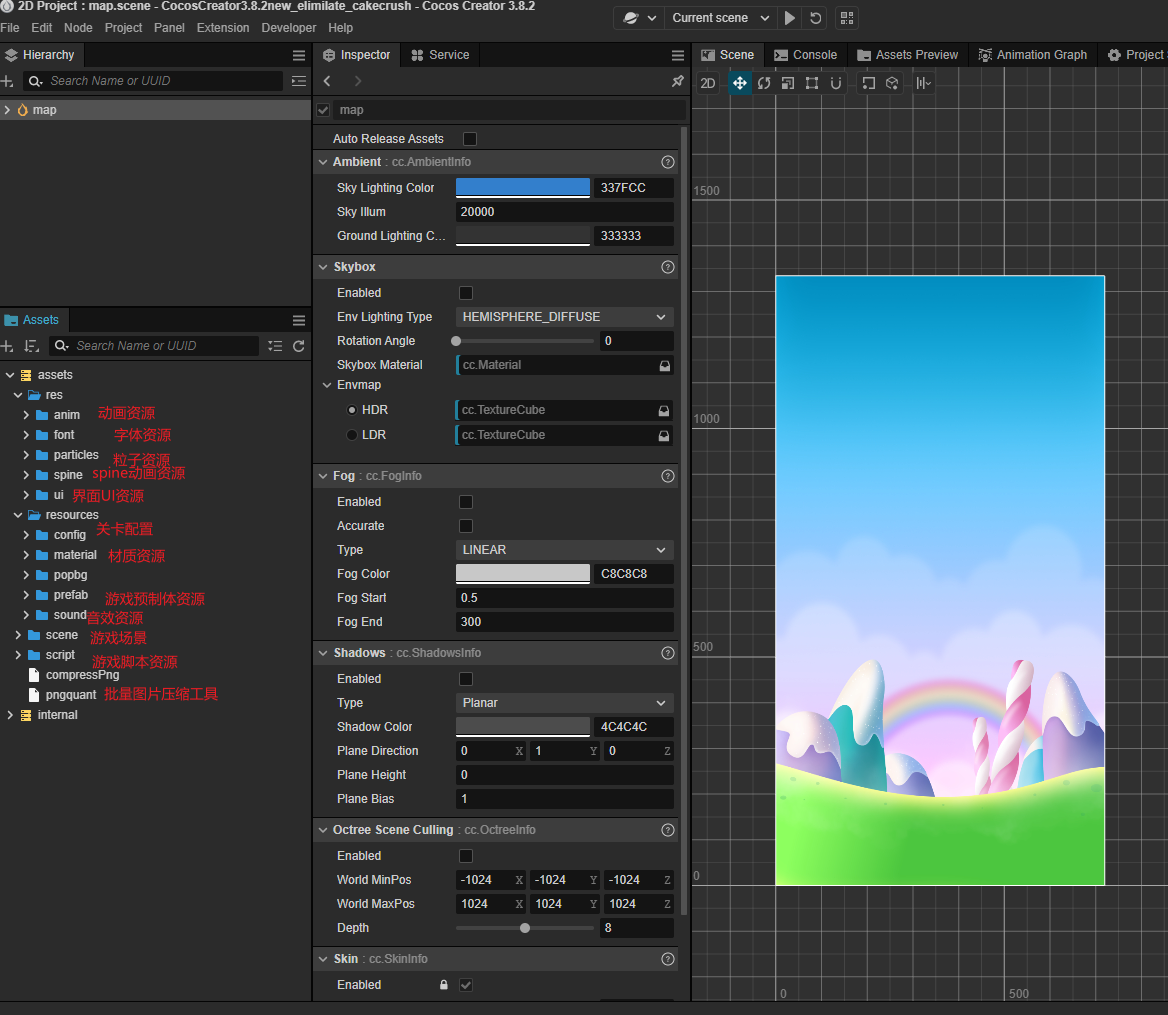 2D Project : map.scene - CocosCreator3.8.2new_elimilate_cakecrush - Cocos Creator 3.8.2
File Edit Node Project Panel Extension Developer Help
Current scene
Hierarchy
Search Name or UUID
map
Assets
Search Name or UUID
assets
res
anim 动画资源
font 字体资源
particles 粒子资源
spine spine动画资源
ui 界面UI资源
resources
config 关卡配置
material 材质资源
popbg
prefab 游戏预制体资源
sound 音效资源
scene 游戏场景
script 游戏脚本资源
compressPng
pngquant 批量图片压缩工具
internal
Inspector Service
map
Auto Release Assets
Ambient : cc.AmbientInfo
Sky Lighting Color 337FCC
Sky Illum 20000
Ground Lighting C... 333333
Skybox
Enabled
Env Lighting Type HEMISPHERE_DIFFUSE
Rotation Angle 0
Skybox Material cc.Material
Envmap
HDR cc.TextureCube
LDR cc.TextureCube
Fog : cc.FogInfo
Enabled
Accurate
Type LINEAR
Fog Color C8C8C8
Fog Start 0.5
Fog End 300
Shadows : cc.ShadowsInfo
Enabled
Type Planar
Shadow Color 4C4C4C
Plane Direction 0 X 1 Y 0 Z
Plane Height 0
Plane Bias 1
Octree Scene Culling : cc.OctreeInfo
Enabled
World MinPos -1024 X -1024 Y -1024 Z
World MaxPos 1024 X 1024 Y 1024 Z
Depth 8
Skin : cc.SkinInfo
Enabled
Scene Console Assets Preview Animation Graph Project
2D
1500
1000
500
0
0 500